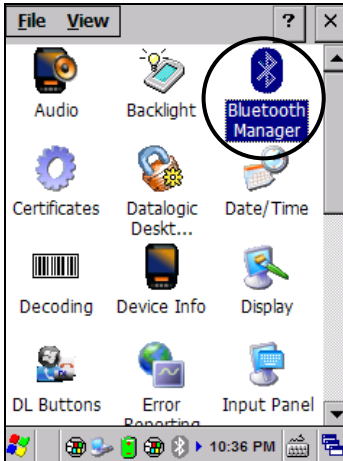 File View ? ×
Audio Backlight Bluetooth
Manager
Certificates Datalogic Date/Time
Deskt...
Decoding Device Info Display
DL Buttons Error Input Panel
Reporting
10:36 PM